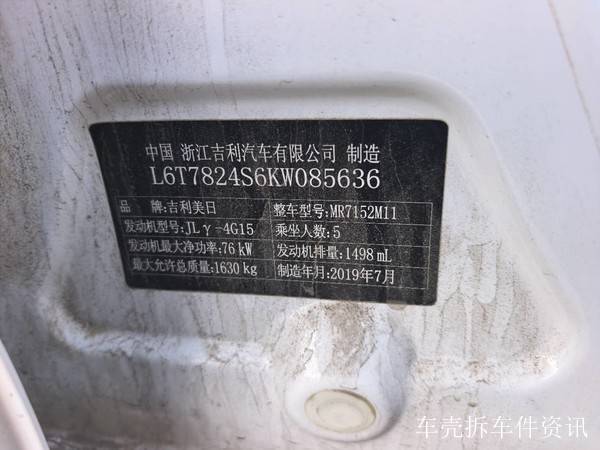 中国 浙江吉利汽车有限公司 制造
L6T7824S6KW085636
品 牌:吉利美日 整车型号:MR7152M11
发动机型号:JLγ-4G15 乘坐人数:5
发动机最大净功率:76 kW 发动机排量:1498 mL
最大允许总质量:1630 kg 制造年月:2019年7月
车壳拆车件资讯